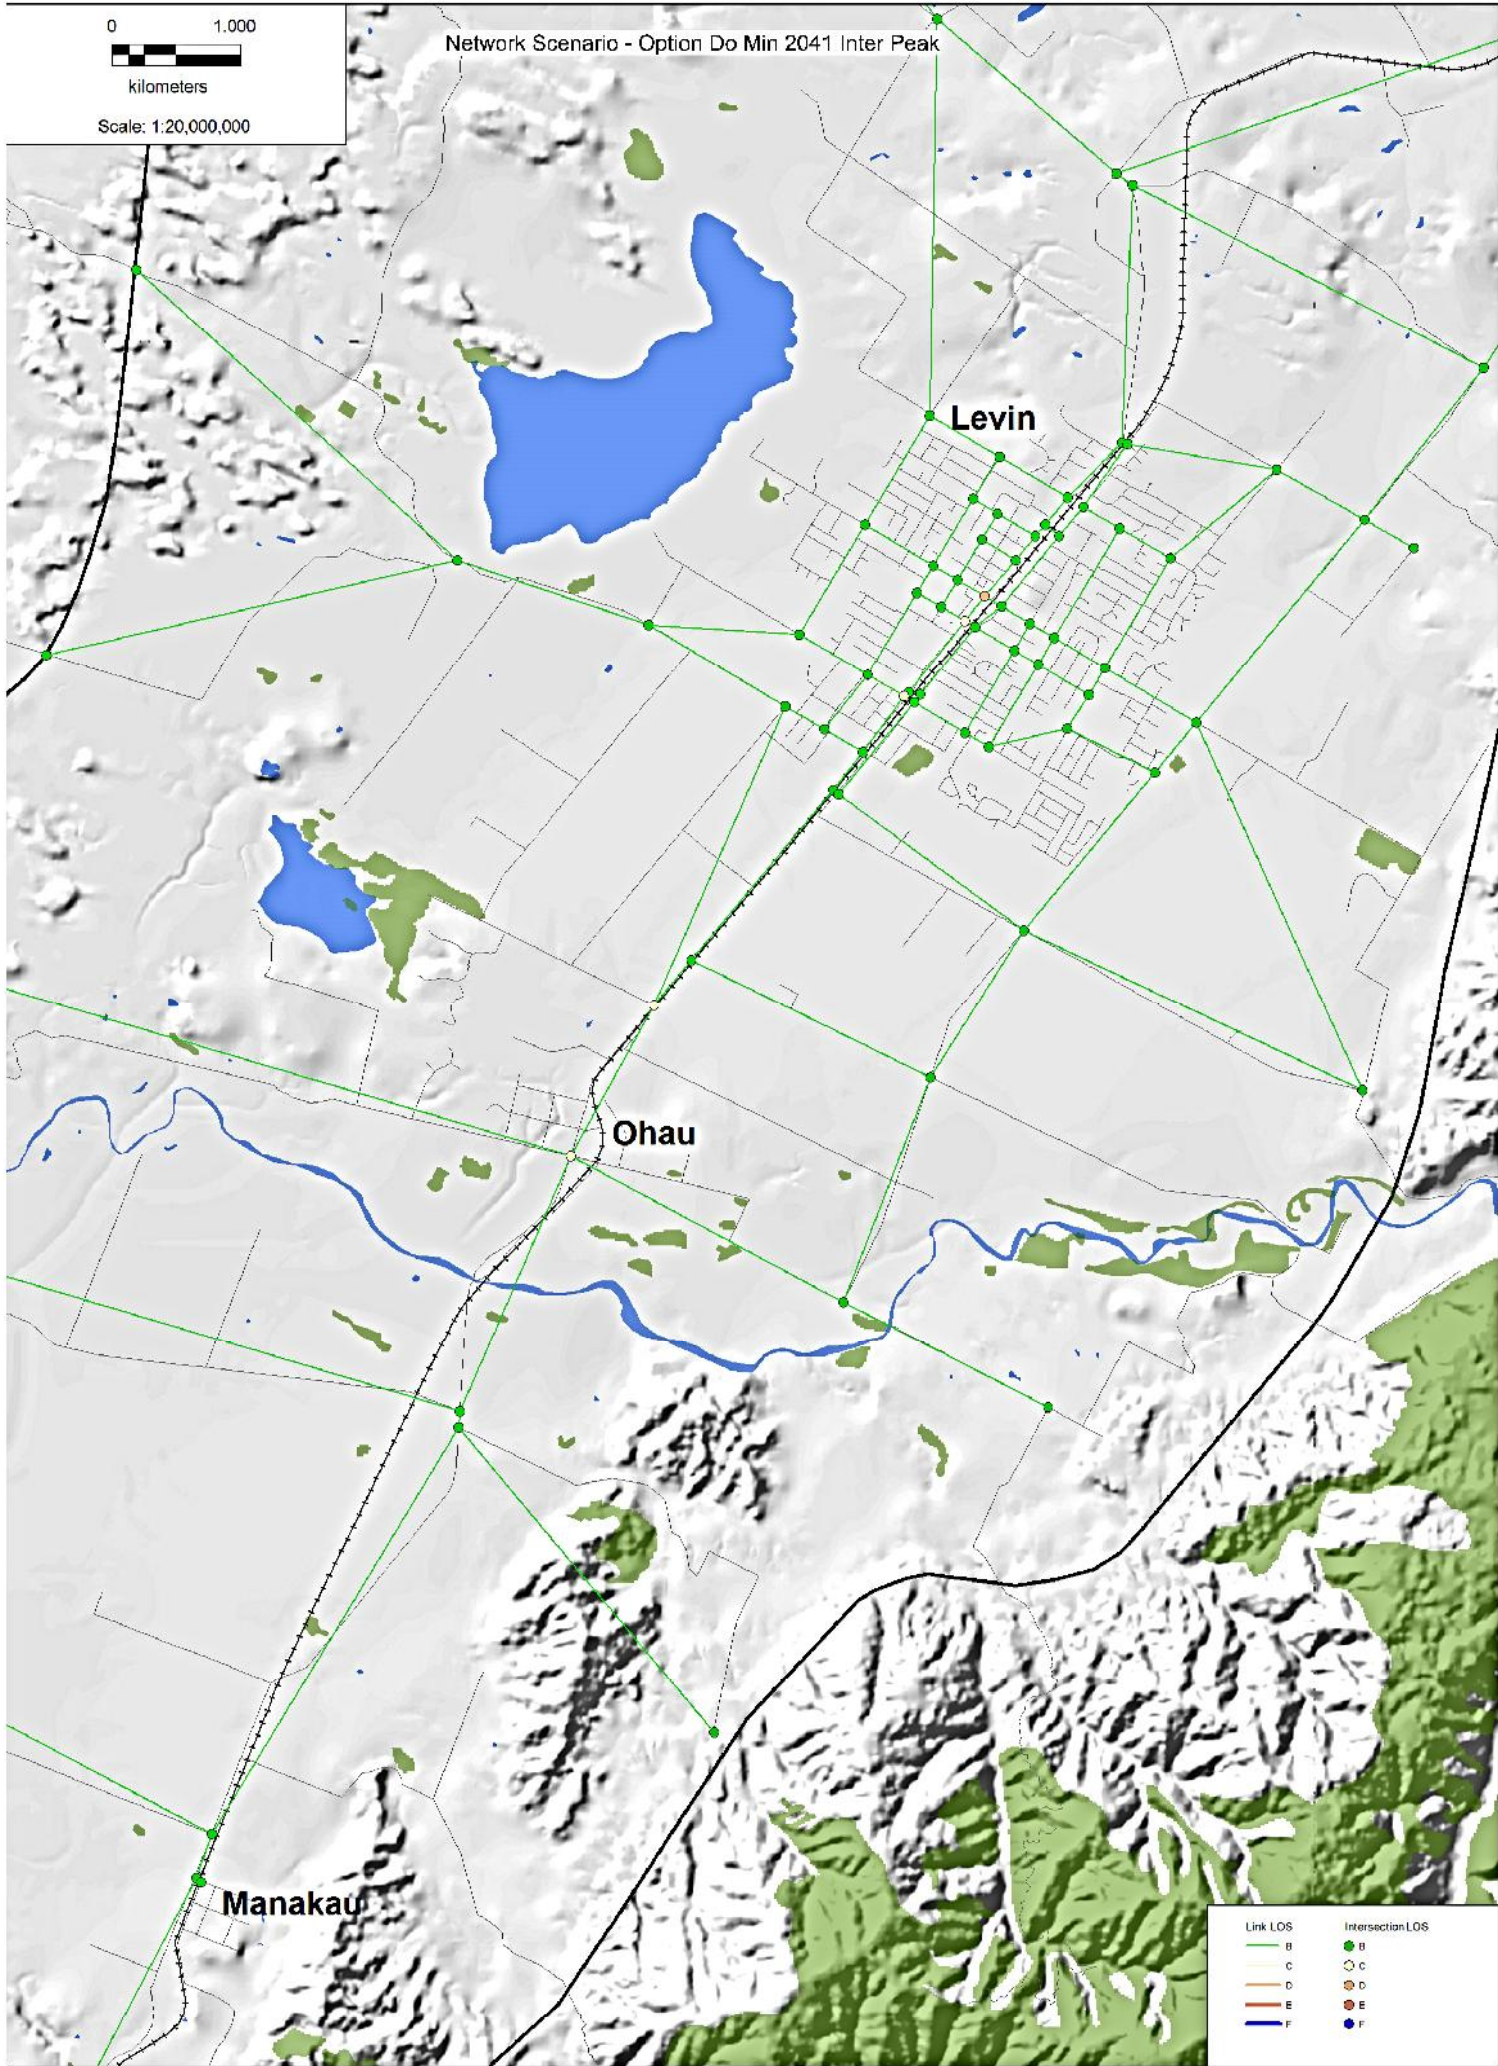 0 1.000
kilometers
Scale: 1:20,000,000
Network Scenario - Option Do Min 2041 Inter Peak
Levin
Ohau
Manakau
Link LOS Intersection LOS
B B
C C
D D
E E
F F